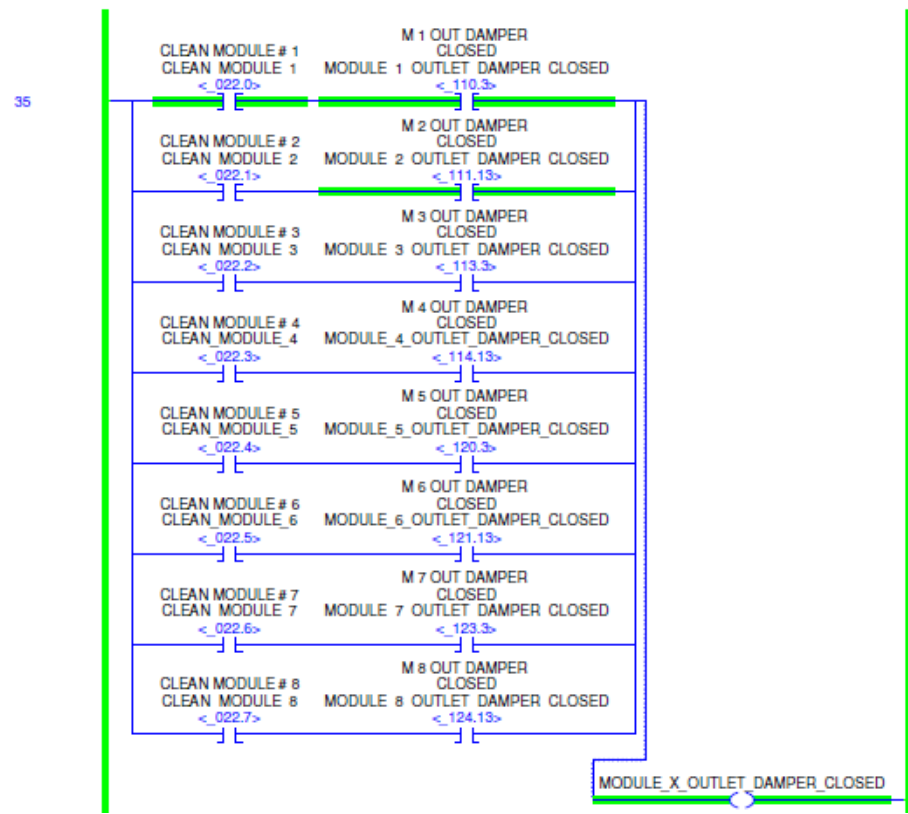 M 1 OUT DAMPER
CLEAN MODULE # 1 CLOSED
CLEAN MODULE 1 MODULE 1 OUTLET DAMPER CLOSED
<_022.0> <_110.3>
35
M 2 OUT DAMPER
CLEAN MODULE # 2 CLOSED
CLEAN MODULE 2 MODULE 2 OUTLET DAMPER CLOSED
<_022.1> <_111.13>
M 3 OUT DAMPER
CLEAN MODULE # 3 CLOSED
CLEAN MODULE 3 MODULE 3 OUTLET DAMPER CLOSED
<_022.2> <_113.3>
M 4 OUT DAMPER
CLEAN MODULE # 4 CLOSED
CLEAN_MODULE_4 MODULE_4_OUTLET_DAMPER_CLOSED
<_022.3> <_114.13>
M 5 OUT DAMPER
CLEAN MODULE # 5 CLOSED
CLEAN_MODULE_5 MODULE_5_OUTLET_DAMPER_CLOSED
<_022.4> <_120.3>
M 6 OUT DAMPER
CLEAN MODULE # 6 CLOSED
CLEAN_MODULE_6 MODULE_6_OUTLET_DAMPER_CLOSED
<_022.5> <_121.13>
M 7 OUT DAMPER
CLEAN MODULE # 7 CLOSED
CLEAN MODULE 7 MODULE 7 OUTLET DAMPER CLOSED
<_022.6> <_123.3>
M 8 OUT DAMPER
CLEAN MODULE # 8 CLOSED
CLEAN MODULE 8 MODULE 8 OUTLET DAMPER CLOSED
<_022.7> <_124.13>
MODULE_X_OUTLET_DAMPER_CLOSED